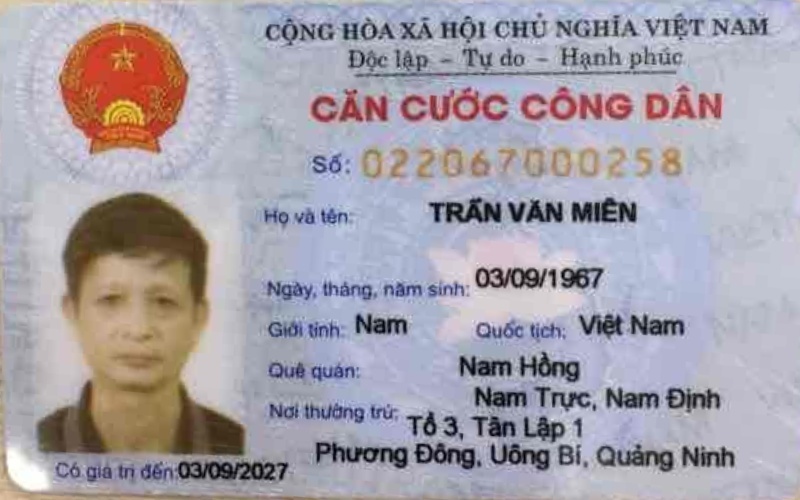 CỘNG HÒA XÃ HỘI CHỦ NGHĨA VIỆT NAM
Độc lập – Tự do – Hạnh phúc
CĂN CƯỚC CÔNG DÂN
Số: 022067000258
Họ và tên: TRẦN VĂN MIÊN
Ngày, tháng, năm sinh: 03/09/1967
Giới tính: Nam Quốc tịch: Việt Nam
Quê quán: Nam Hồng
Nam Trực, Nam Định
Nơi thường trú: Tổ 3, Tân Lập 1
Phương Đông, Uông Bí, Quảng Ninh
Có giá trị đến: 03/09/2027